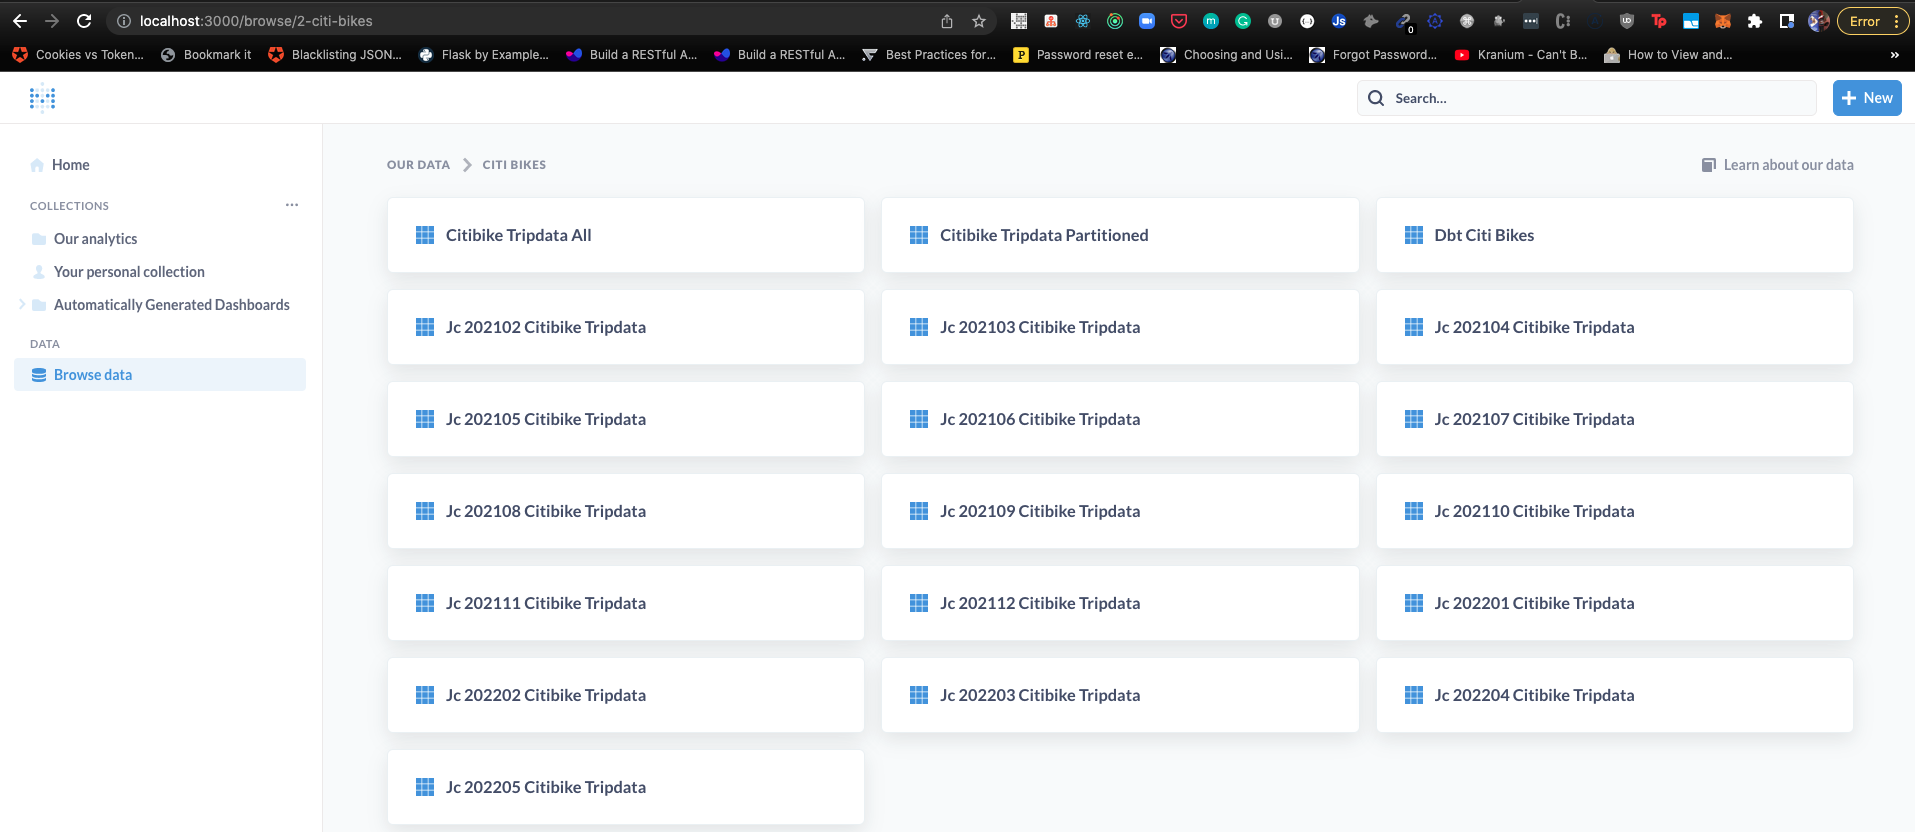 localhost:3000/browse/2-citi-bikes
Js
0
Tp
Error
Cookies vs Token...
Bookmark it
Blacklisting JSON...
Flask by Example...
Build a RESTful A...
Build a RESTful A...
Best Practices for...
Password reset e...
Choosing and Usi...
Forgot Password...
Kranium - Can't B...
How to View and...
»
Search...
New
Home
COLLECTIONS
Our analytics
Your personal collection
Automatically Generated Dashboards
DATA
Browse data
OUR DATA
CITI BIKES
Learn about our data
Citibike Tripdata All
Citibike Tripdata Partitioned
Dbt Citi Bikes
Jc 202102 Citibike Tripdata
Jc 202103 Citibike Tripdata
Jc 202104 Citibike Tripdata
Jc 202105 Citibike Tripdata
Jc 202106 Citibike Tripdata
Jc 202107 Citibike Tripdata
Jc 202108 Citibike Tripdata
Jc 202109 Citibike Tripdata
Jc 202110 Citibike Tripdata
Jc 202111 Citibike Tripdata
Jc 202112 Citibike Tripdata
Jc 202201 Citibike Tripdata
Jc 202202 Citibike Tripdata
Jc 202203 Citibike Tripdata
Jc 202204 Citibike Tripdata
Jc 202205 Citibike Tripdata